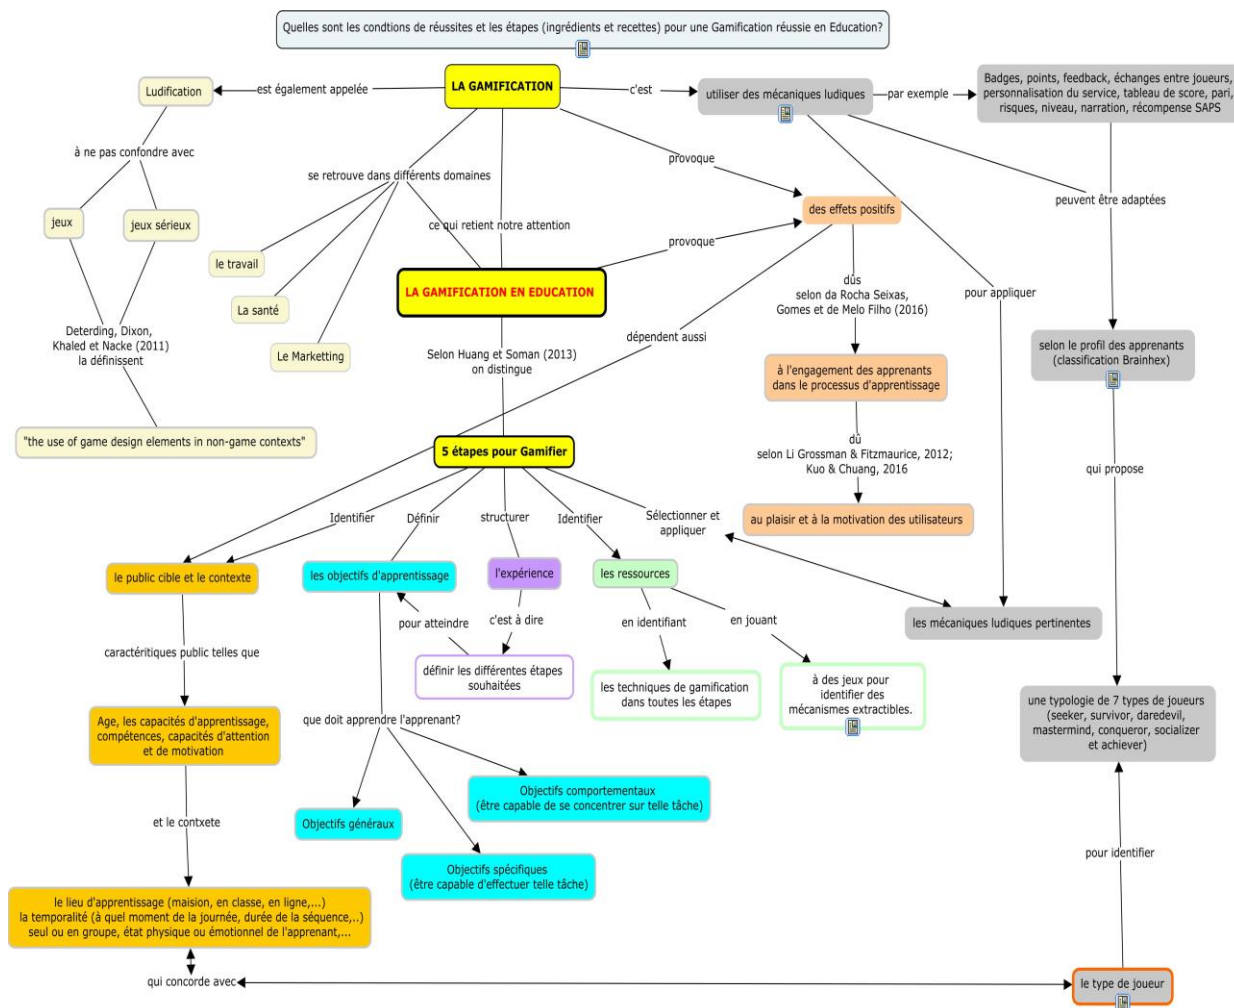 Quelles sont les condtions de réussites et les étapes (ingrédients et recettes) pour une Gamification réussie en Education?
Ludification
est également appelée
LA GAMIFICATION
c'est
utiliser des mécaniques ludiques
par exemple
Badges, points, feedback, échanges entre joueurs,
personnalisation du service, tableau de score, pari,
risques, niveau, narration, récompense SAPS
à ne pas confondre avec
se retrouve dans différents domaines
provoque
peuvent être adaptées
jeux
jeux sérieux
ce qui retient notre attention
des effets positifs
provoque
le travail
La santé
LA GAMIFICATION EN EDUCATION
dûs
selon da Rocha Seixas,
Gomes et de Melo Filho (2016)
pour appliquer
Deterding, Dixon,
Khaled et Nacke (2011)
la définissent
Le Marketting
Selon Huang et Soman (2013)
on distingue
dépendent aussi
à l'engagement des apprenants
dans le processus d'apprentissage
selon le profil des apprenants
(classification Brainhex)
"the use of game design elements in non-game contexts"
5 étapes pour Gamifier
dû
selon Li Grossman & Fitzmaurice, 2012;
Kuo & Chuang, 2016
qui propose
Identifier
Définir
structurer
Identifier
Sélectionner et
appliquer
au plaisir et à la motivation des utilisateurs
le public cible et le contexte
les objectifs d'apprentissage
l'expérience
les ressources
pour atteindre
c'est à dire
en identifiant
en jouant
les mécaniques ludiques pertinentes
caractéritiques public telles que
définir les différentes étapes
souhaitées
les techniques de gamification
dans toutes les étapes
à des jeux pour
identifier des
mécanismes extractibles.
Age, les capacités d'apprentissage,
compétences, capacités d'attention
et de motivation
que doit apprendre l'apprenant?
une typologie de 7 types de joueurs
(seeker, survivor, daredevil,
mastermind, conqueror, socializer
et achiever)
Objectifs comportementaux
(être capable de se concentrer sur telle tâche)
et le contxete
Objectifs généraux
Objectifs spécifiques
(être capable d'effectuer telle tâche)
pour identifier
le lieu d'apprentissage (maision, en classe, en ligne,...)
la temporalité (à quel moment de la journée, durée de la séquence,..)
seul ou en groupe, état physique ou émotionnel de l'apprenant,...
qui concorde avec
le type de joueur